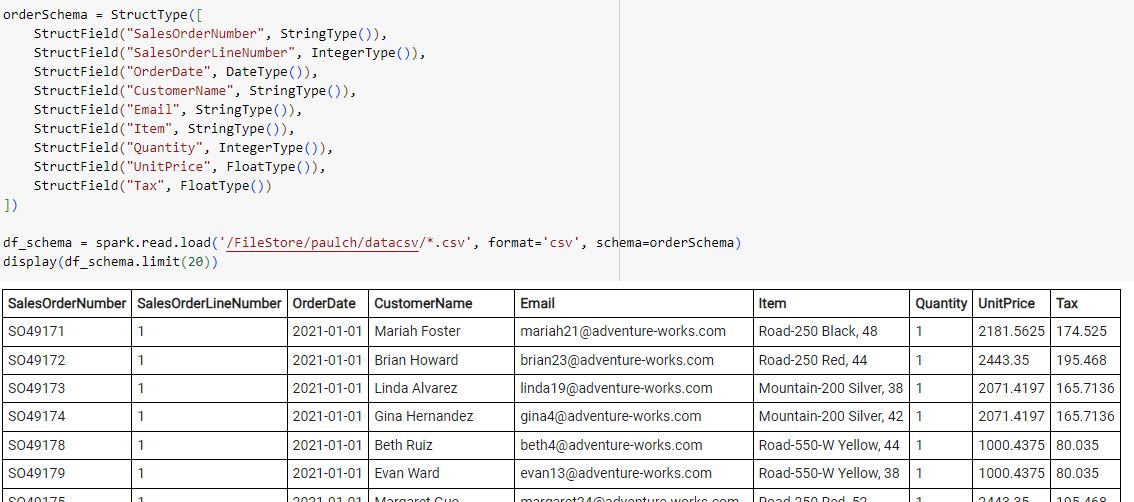 orderSchema = StructType([
    StructField("SalesOrderNumber", StringType()),
    StructField("SalesOrderLineNumber", IntegerType()),
    StructField("OrderDate", DateType()),
    StructField("CustomerName", StringType()),
    StructField("Email", StringType()),
    StructField("Item", StringType()),
    StructField("Quantity", IntegerType()),
    StructField("UnitPrice", FloatType()),
    StructField("Tax", FloatType())
])
df_schema = spark.read.load('/FileStore/paulch/datacsv/*.csv', format='csv', schema=orderSchema)
display(df_schema.limit(20))
SalesOrderNumber SalesOrderLineNumber OrderDate CustomerName Email Item Quantity UnitPrice Tax
SO49171 1 2021-01-01 Mariah Foster mariah21@adventure-works.com Road-250 Black, 48 1 2181.5625 174.525
SO49172 1 2021-01-01 Brian Howard brian23@adventure-works.com Road-250 Red, 44 1 2443.35 195.468
SO49173 1 2021-01-01 Linda Alvarez linda19@adventure-works.com Mountain-200 Silver, 38 1 2071.4197 165.7136
SO49174 1 2021-01-01 Gina Hernandez gina4@adventure-works.com Mountain-200 Silver, 42 1 2071.4197 165.7136
SO49178 1 2021-01-01 Beth Ruiz beth4@adventure-works.com Road-550-W Yellow, 44 1 1000.4375 80.035
SO49179 1 2021-01-01 Evan Ward evan13@adventure-works.com Road-550-W Yellow, 38 1 1000.4375 80.035
SO49175 1 2021-01-01 Margaret Guo margaret24@adventure-works.com Road-250 Red, 52 1 2443.35 195.468